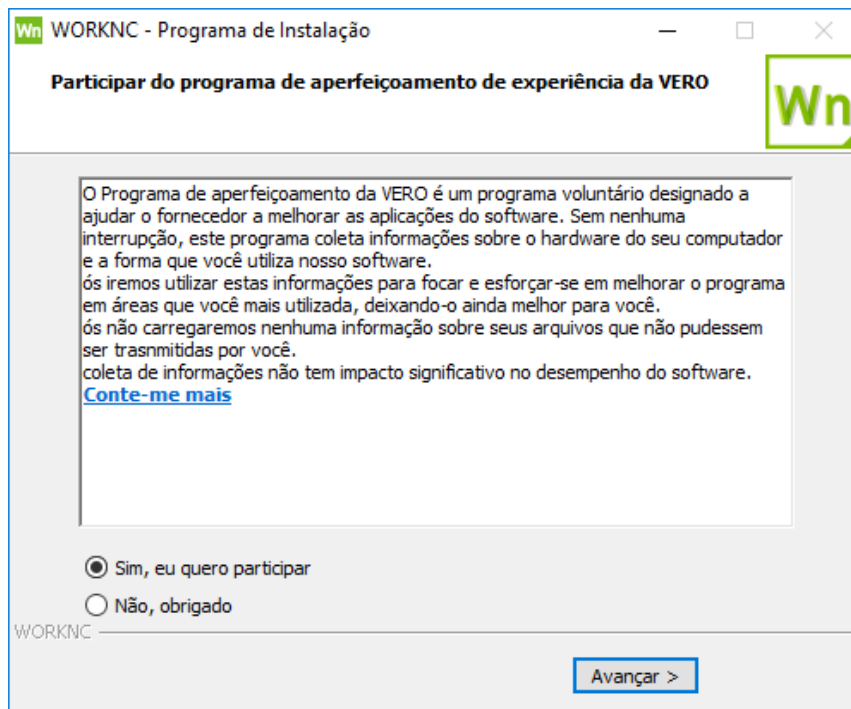 Wn WORKNC - Programa de Instalação
Participar do programa de aperfeiçoamento de experiência da VERO
Wn
O Programa de aperfeiçoamento da VERO é um programa voluntário designado a
ajudar o fornecedor a melhorar as aplicações do software. Sem nenhuma
interrupção, este programa coleta informações sobre o hardware do seu computador
e a forma que você utiliza nosso software.
ós iremos utilizar estas informações para focar e esforçar-se em melhorar o programa
em áreas que você mais utilizada, deixando-o ainda melhor para você.
ós não carregaremos nenhuma informação sobre seus arquivos que não pudessem
ser trasnmitidas por você.
coleta de informações não tem impacto significativo no desempenho do software.
Conte-me mais
Sim, eu quero participar
Não, obrigado
WORKNC
Avançar >